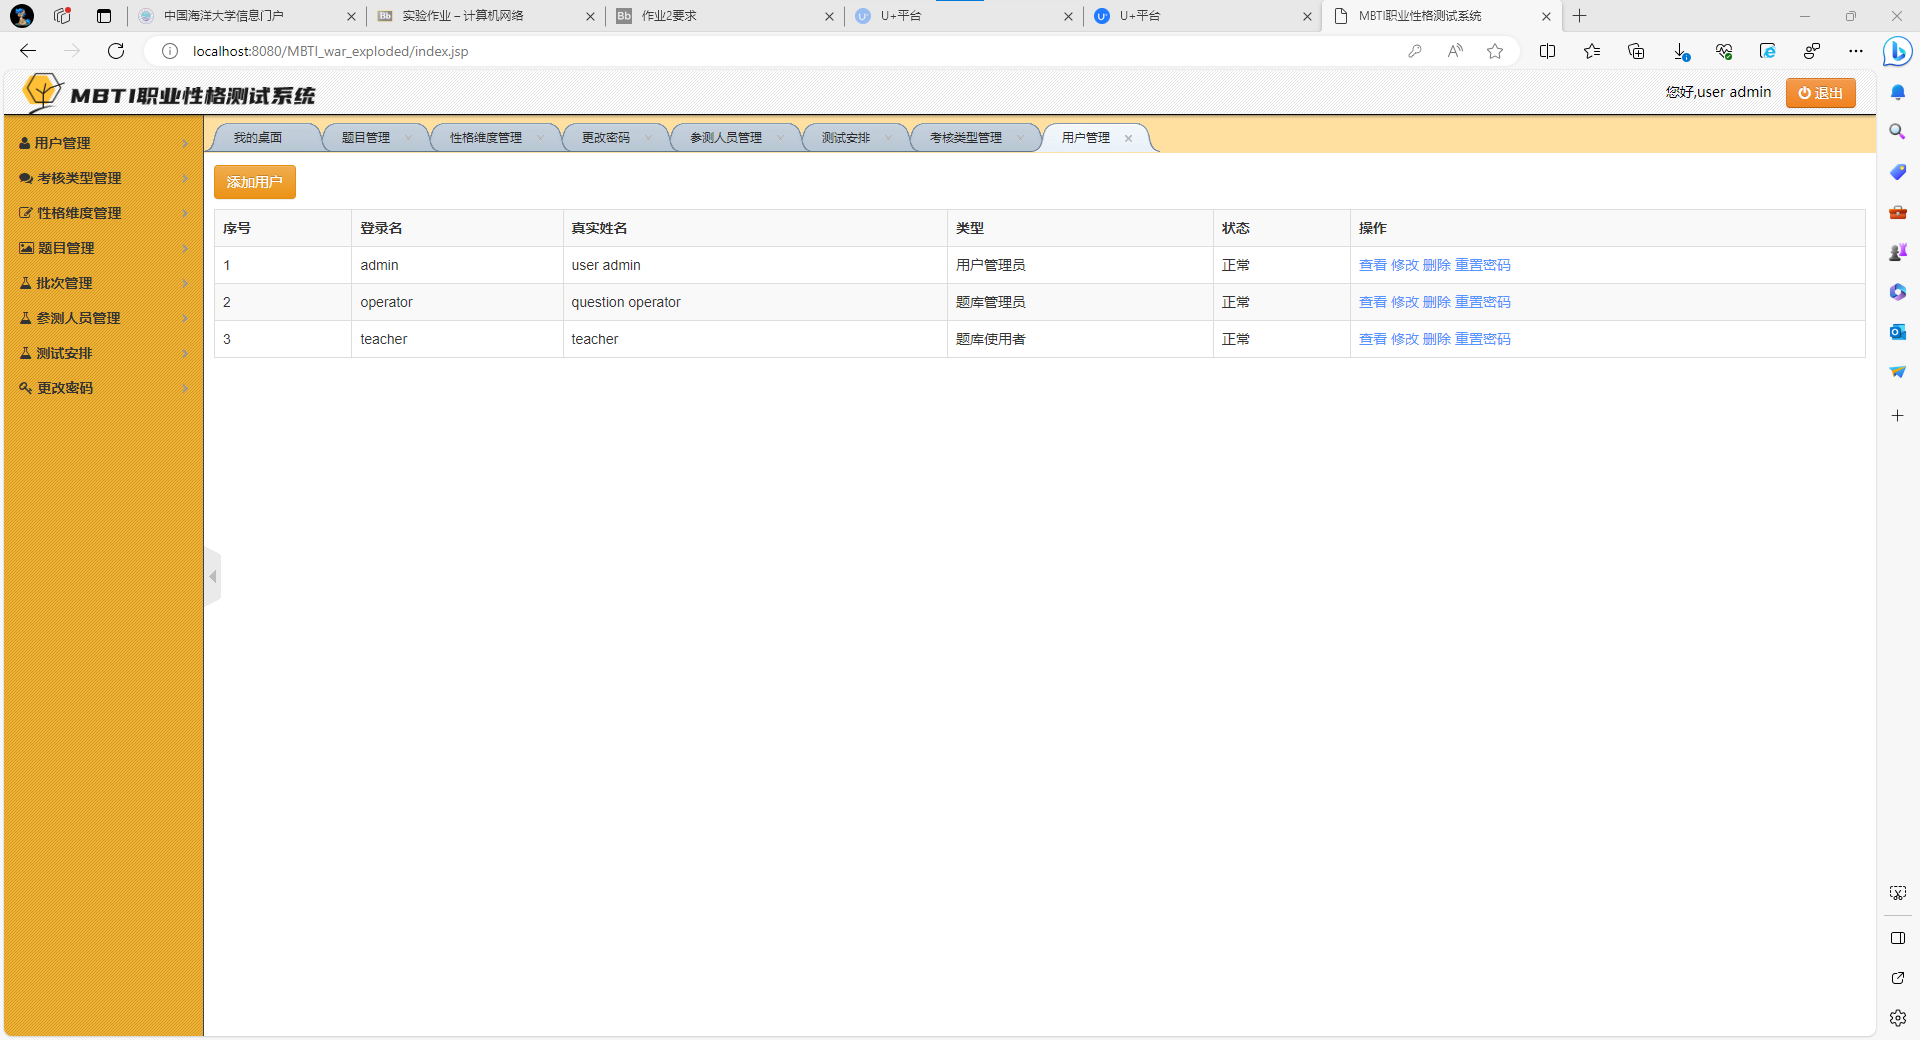 中国海洋大学信息门户
实验作业 – 计算机网络
作业2要求
U+平台
U+平台
MBTI职业性格测试系统
localhost:8080/MBTI_war_exploded/index.jsp
MBTI职业性格测试系统
您好,user admin
退出
用户管理
考核类型管理
性格维度管理
题目管理
批次管理
参测人员管理
测试安排
更改密码
我的桌面 题目管理 性格维度管理 更改密码 参测人员管理 测试安排 考核类型管理 用户管理
添加用户
序号 登录名 真实姓名 类型 状态 操作
1 admin user admin 用户管理员 正常 查看 修改 删除 重置密码
2 operator question operator 题库管理员 正常 查看 修改 删除 重置密码
3 teacher teacher 题库使用者 正常 查看 修改 删除 重置密码